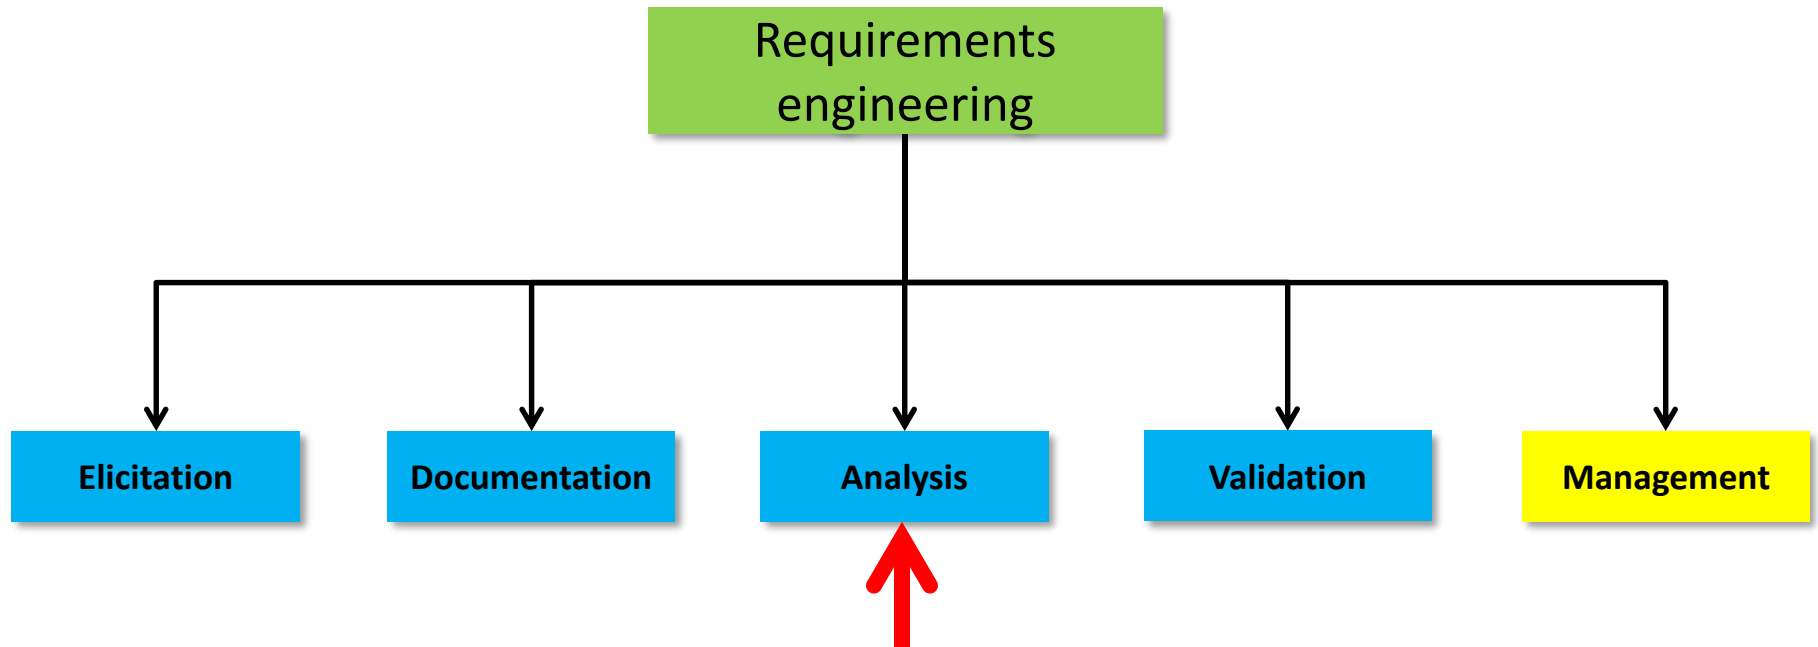 Requirements
engineering
Elicitation
Documentation
Analysis
Validation
Management